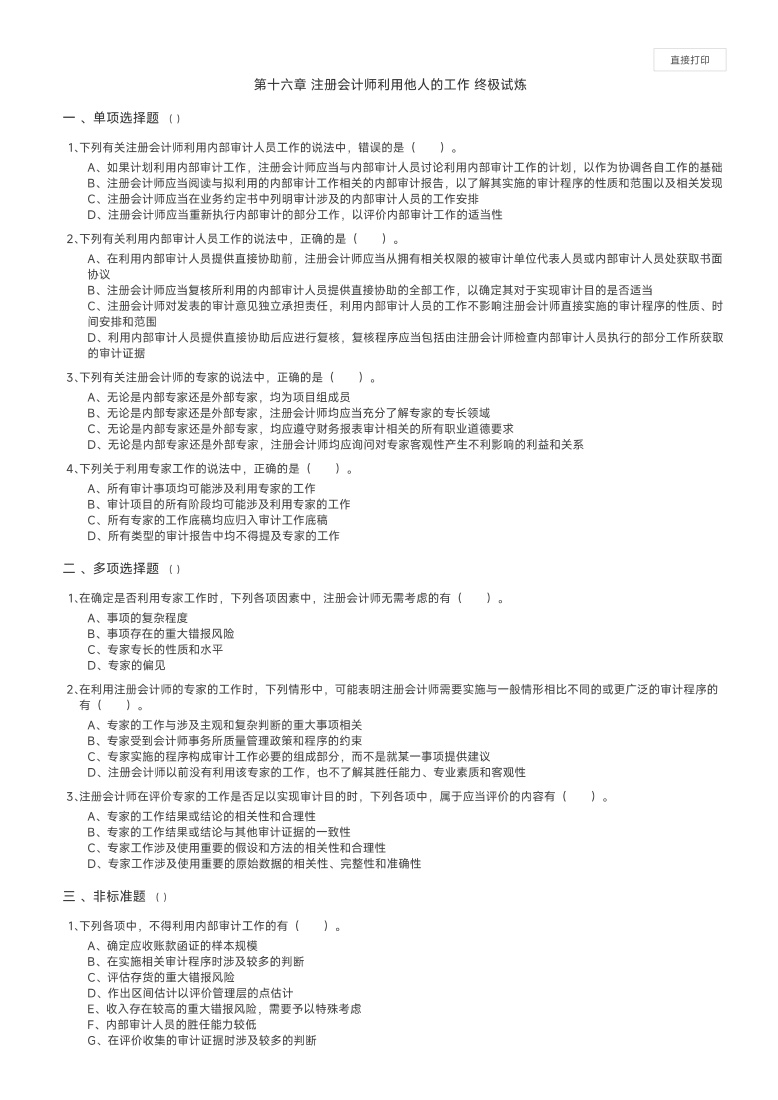 直接打印
第十六章 注册会计师利用他人的工作 终极试炼
一 、单项选择题 （ ）
1、下列有关注册会计师利用内部审计人员工作的说法中，错误的是（　　）。
A、如果计划利用内部审计工作，注册会计师应当与内部审计人员讨论利用内部审计工作的计划，以作为协调各自工作的基础
B、注册会计师应当阅读与拟利用的内部审计工作相关的内部审计报告，以了解其实施的审计程序的性质和范围以及相关发现
C、注册会计师应当在业务约定书中列明审计涉及的内部审计人员的工作安排
D、注册会计师应当重新执行内部审计的部分工作，以评价内部审计工作的适当性
2、下列有关利用内部审计人员工作的说法中，正确的是（　　）。
A、在利用内部审计人员提供直接协助前，注册会计师应当从拥有相关权限的被审计单位代表人员或内部审计人员处获取书面
协议
B、注册会计师应当复核所利用的内部审计人员提供直接协助的全部工作，以确定其对于实现审计目的是否适当
C、注册会计师对发表的审计意见独立承担责任，利用内部审计人员的工作不影响注册会计师直接实施的审计程序的性质、时
间安排和范围
D、利用内部审计人员提供直接协助后应进行复核，复核程序应当包括由注册会计师检查内部审计人员执行的部分工作所获取
的审计证据
3、下列有关注册会计师的专家的说法中，正确的是（　　）。
A、无论是内部专家还是外部专家，均为项目组成员
B、无论是内部专家还是外部专家，注册会计师均应当充分了解专家的专长领域
C、无论是内部专家还是外部专家，均应遵守财务报表审计相关的所有职业道德要求
D、无论是内部专家还是外部专家，注册会计师均应询问对专家客观性产生不利影响的利益和关系
4、下列关于利用专家工作的说法中，正确的是（　　）。
A、所有审计事项均可能涉及利用专家的工作
B、审计项目的所有阶段均可能涉及利用专家的工作
C、所有专家的工作底稿均应归入审计工作底稿
D、所有类型的审计报告中均不得提及专家的工作
二 、多项选择题 （ ）
1、在确定是否利用专家工作时，下列各项因素中，注册会计师无需考虑的有（　　）。
A、事项的复杂程度
B、事项存在的重大错报风险
C、专家专长的性质和水平
D、专家的偏见
2、在利用注册会计师的专家的工作时，下列情形中，可能表明注册会计师需要实施与一般情形相比不同的或更广泛的审计程序的
有（　　）。
A、专家的工作与涉及主观和复杂判断的重大事项相关
B、专家受到会计师事务所质量管理政策和程序的约束
C、专家实施的程序构成审计工作必要的组成部分，而不是就某一事项提供建议
D、注册会计师以前没有利用该专家的工作，也不了解其胜任能力、专业素质和客观性
3、注册会计师在评价专家的工作是否足以实现审计目的时，下列各项中，属于应当评价的内容有（　　）。
A、专家的工作结果或结论的相关性和合理性
B、专家的工作结果或结论与其他审计证据的一致性
C、专家工作涉及使用重要的假设和方法的相关性和合理性
D、专家工作涉及使用重要的原始数据的相关性、完整性和准确性
三 、非标准题 （ ）
1、下列各项中，不得利用内部审计工作的有（　　）。
A、确定应收账款函证的样本规模
B、在实施相关审计程序时涉及较多的判断
C、评估存货的重大错报风险
D、作出区间估计以评价管理层的点估计
E、收入存在较高的重大错报风险，需要予以特殊考虑
F、内部审计人员的胜任能力较低
G、在评价收集的审计证据时涉及较多的判断